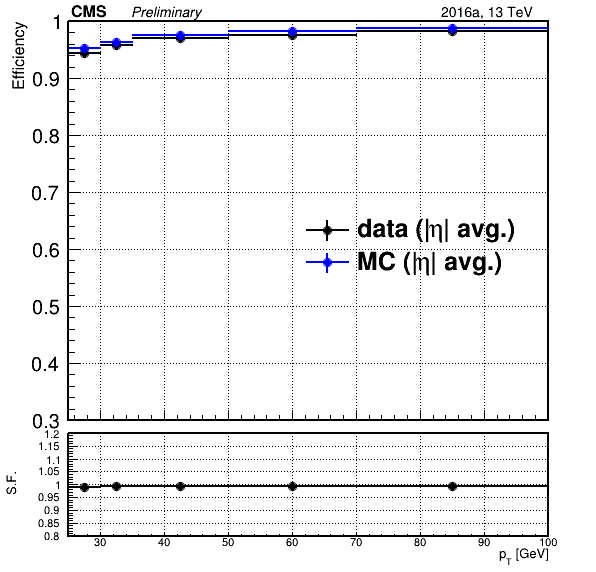 CMS Preliminary 2016a, 13 TeV
Efficiency
1
0.9
0.8
0.7
0.6
0.5
0.4
0.3
data (|η| avg.)
MC (|η| avg.)
S.F.
1.2
1.15
1.1
1.05
1
0.95
0.9
0.85
0.8
30 40 50 60 70 80 90 100
p_T [GeV]